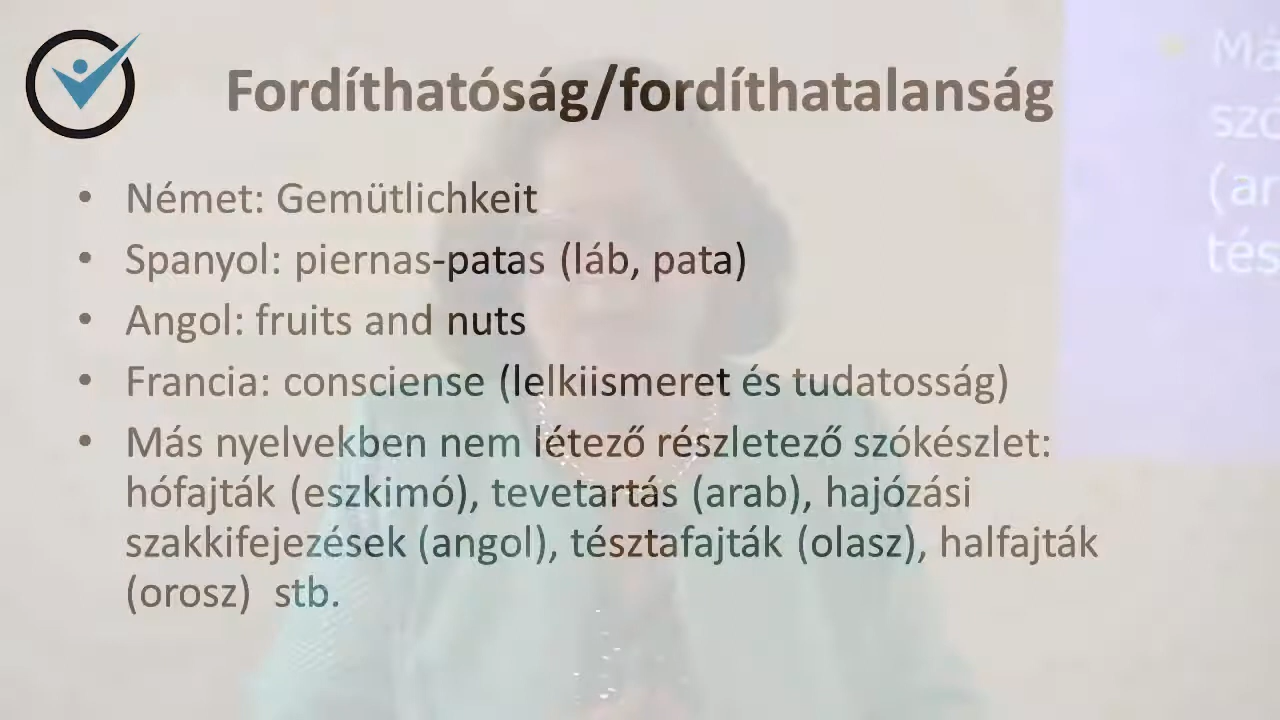 Fordíthatóság/fordíthatalanság
• Német: Gemütlichkeit
• Spanyol: piernas-patas (láb, pata)
• Angol: fruits and nuts
• Francia: consciense (lelkiismeret és tudatosság)
• Más nyelvekben nem létező részletező szókészlet:
hófajták (eszkimó), tevetartás (arab), hajózási
szakkifejezések (angol), tésztafajták (olasz), halfajták
(orosz) stb.